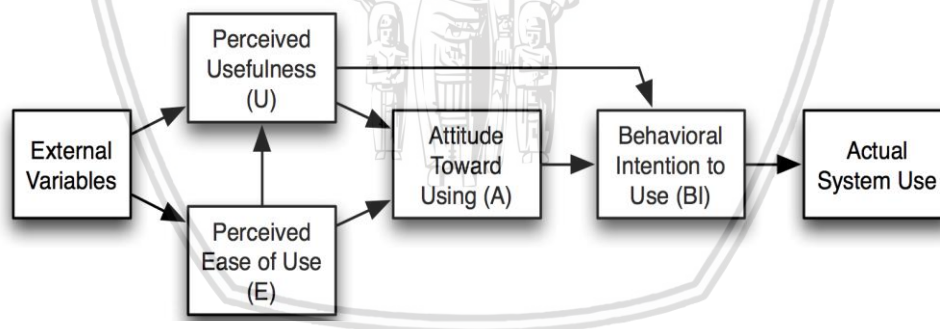 Perceived
Usefulness
(U)
External
Variables
Perceived
Ease of Use
(E)
Attitude
Toward
Using (A)
Behavioral
Intention to
Use (BI)
Actual
System Use